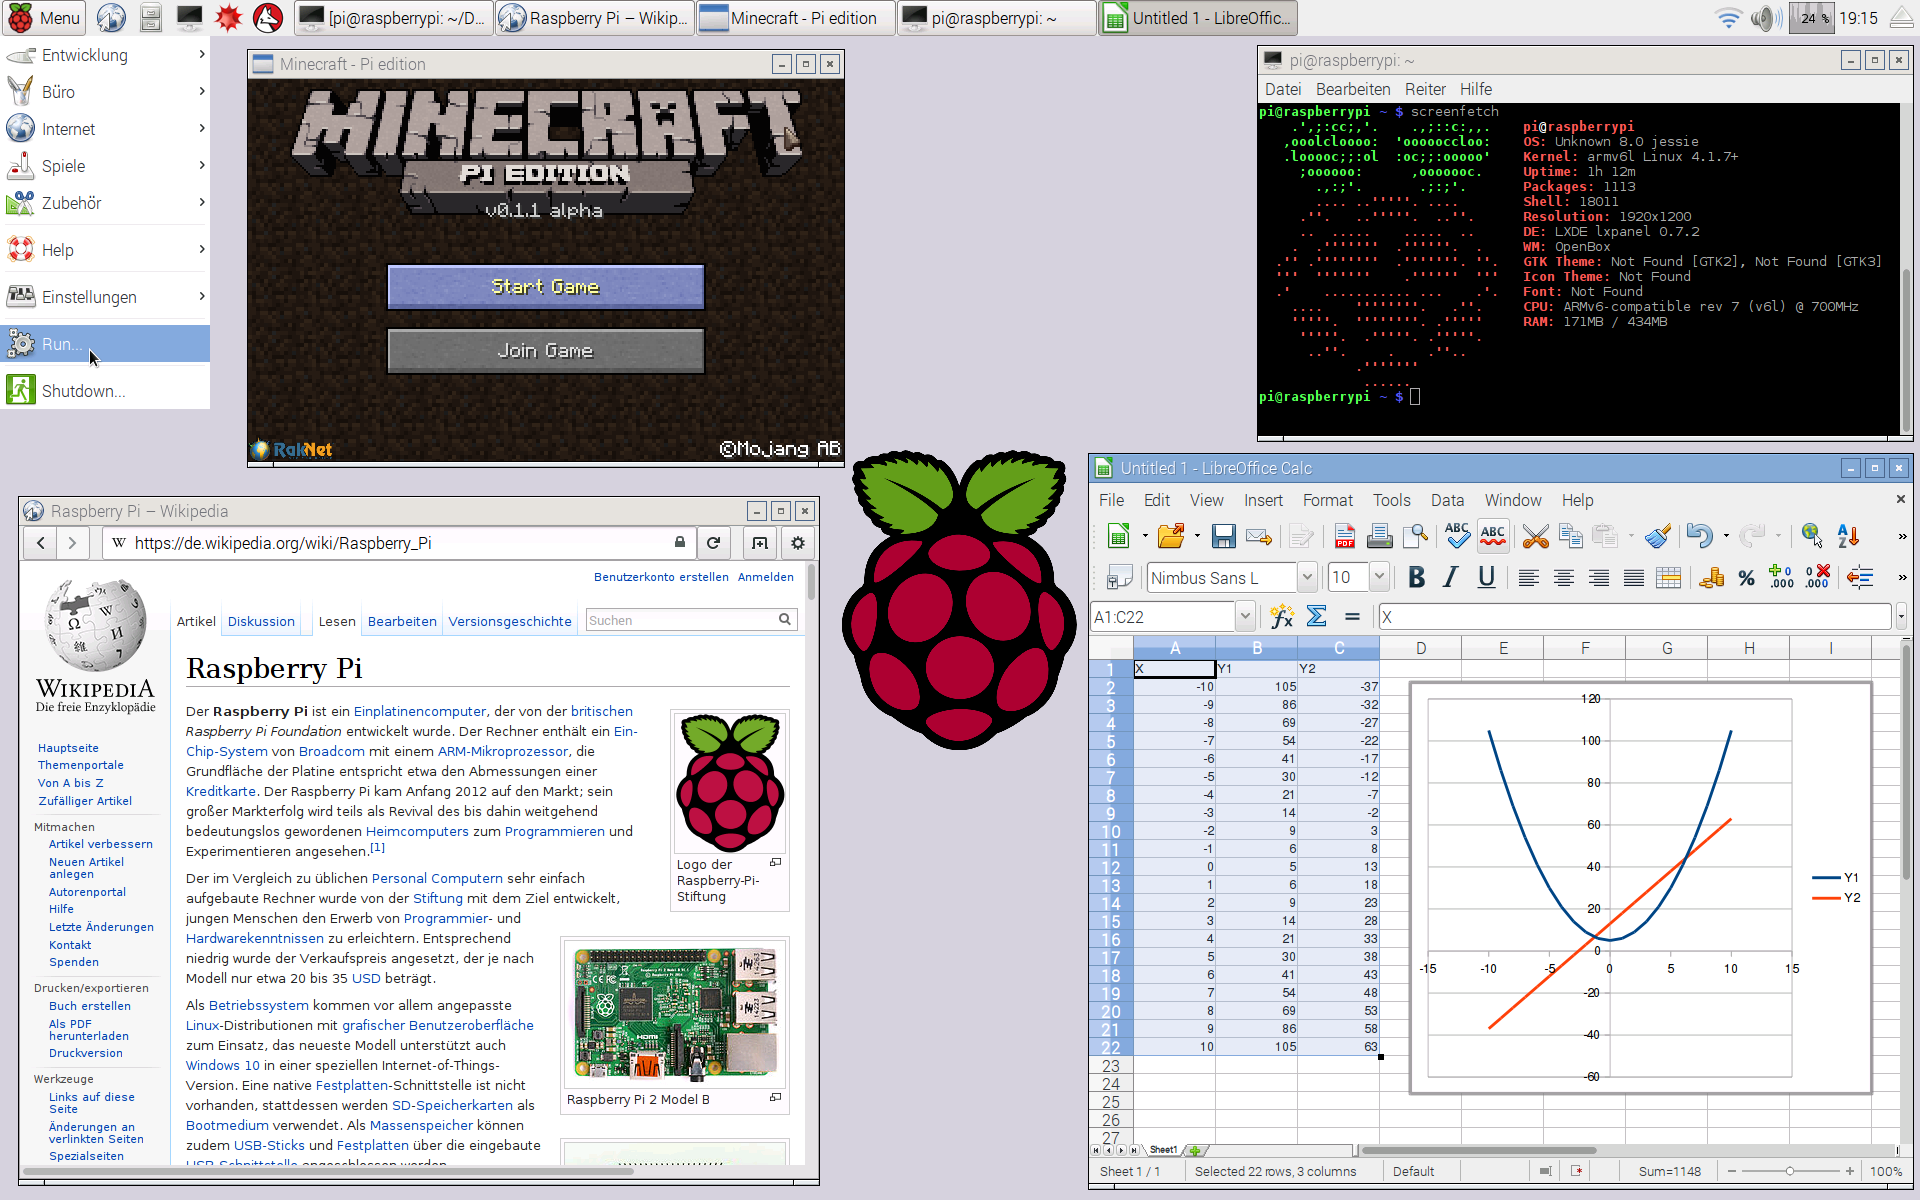 Menu
[pi@raspberrypi: ~/D...
Raspberry Pi – Wikip...
Minecraft - Pi edition
pi@raspberrypi: ~
Untitled 1 - LibreOffic...
24 %
19:15
Entwicklung
Büro
Internet
Spiele
Zubehör
Help
Einstellungen
Run...
Shutdown...
Minecraft - Pi edition
MINECRAFT
PI EDITION
v0.1.1 alpha
Start Game
Join Game
RakNet
©Mojang AB
pi@raspberrypi: ~
Datei Bearbeiten Reiter Hilfe
pi@raspberrypi ~ $ screenfetch
pi@raspberrypi
OS: Unknown 8.0 jessie
Kernel: armv6l Linux 4.1.7+
Uptime: 1h 12m
Packages: 1113
Shell: 18011
Resolution: 1920x1200
DE: LXDE lxpanel 0.7.2
WM: OpenBox
GTK Theme: Not Found [GTK2], Not Found [GTK3]
Icon Theme: Not Found
Font: Not Found
CPU: ARMv6-compatible rev 7 (v6l) @ 700MHz
RAM: 171MB / 434MB
pi@raspberrypi ~ $
Raspberry Pi – Wikipedia
W https://de.wikipedia.org/wiki/Raspberry_Pi
Benutzerkonto erstellen Anmelden
Artikel Diskussion Lesen Bearbeiten Versionsgeschichte Suchen
WIKIPEDIA
Die freie Enzyklopädie
Hauptseite
Themenportale
Von A bis Z
Zufälliger Artikel
Mitmachen
Artikel verbessern
Neuen Artikel
anlegen
Autorenportal
Hilfe
Letzte Änderungen
Kontakt
Spenden
Drucken/exportieren
Buch erstellen
Als PDF
herunterladen
Druckversion
Werkzeuge
Links auf diese
Seite
Änderungen an
verlinkten Seiten
Spezialseiten
Raspberry Pi
Der Raspberry Pi ist ein Einplatinencomputer, der von der britischen
Raspberry Pi Foundation entwickelt wurde. Der Rechner enthält ein Ein-
Chip-System von Broadcom mit einem ARM-Mikroprozessor, die
Grundfläche der Platine entspricht etwa den Abmessungen einer
Kreditkarte. Der Raspberry Pi kam Anfang 2012 auf den Markt; sein
großer Markterfolg wird teils als Revival des bis dahin weitgehend
bedeutungslos gewordenen Heimcomputers zum Programmieren und
Experimentieren angesehen.[1]
Der im Vergleich zu üblichen Personal Computern sehr einfach
aufgebaute Rechner wurde von der Stiftung mit dem Ziel entwickelt,
jungen Menschen den Erwerb von Programmier- und
Hardwarekenntnissen zu erleichtern. Entsprechend
niedrig wurde der Verkaufspreis angesetzt, der je nach
Modell nur etwa 20 bis 35 USD beträgt.
Als Betriebssystem kommen vor allem angepasste
Linux-Distributionen mit grafischer Benutzeroberfläche
zum Einsatz, das neueste Modell unterstützt auch
Windows 10 in einer speziellen Internet-of-Things-
Version. Eine native Festplatten-Schnittstelle ist nicht
vorhanden, stattdessen werden SD-Speicherkarten als
Bootmedium verwendet. Als Massenspeicher können
zudem USB-Sticks und Festplatten über die eingebaute
USB-Schnittstelle angeschlossen werden
Logo der
Raspberry-Pi-
Stiftung
HDMI
Raspberry Pi 2 Model B
Untitled 1 - LibreOffice Calc
File Edit View Insert Format Tools Data Window Help
Nimbus Sans L 10
A1:C22 X
A B C D E F G H I
1 X Y1 Y2
2 -10 105 -37
3 -9 86 -32
4 -8 69 -27
5 -7 54 -22
6 -6 41 -17
7 -5 30 -12
8 -4 21 -7
9 -3 14 -2
10 -2 9 3
11 -1 6 8
12 0 5 13
13 1 6 18
14 2 9 23
15 3 14 28
16 4 21 33
17 5 30 38
18 6 41 43
19 7 54 48
20 8 69 53
21 9 86 58
22 10 105 63
23
24
25
26
27
120
100
80
60
40
20
0
-20
-40
-60
-15 -10 -5 0 5 10 15
Y1
Y2
Sheet1
Sheet 1 / 1 Selected 22 rows, 3 columns Default Sum=1148 100%